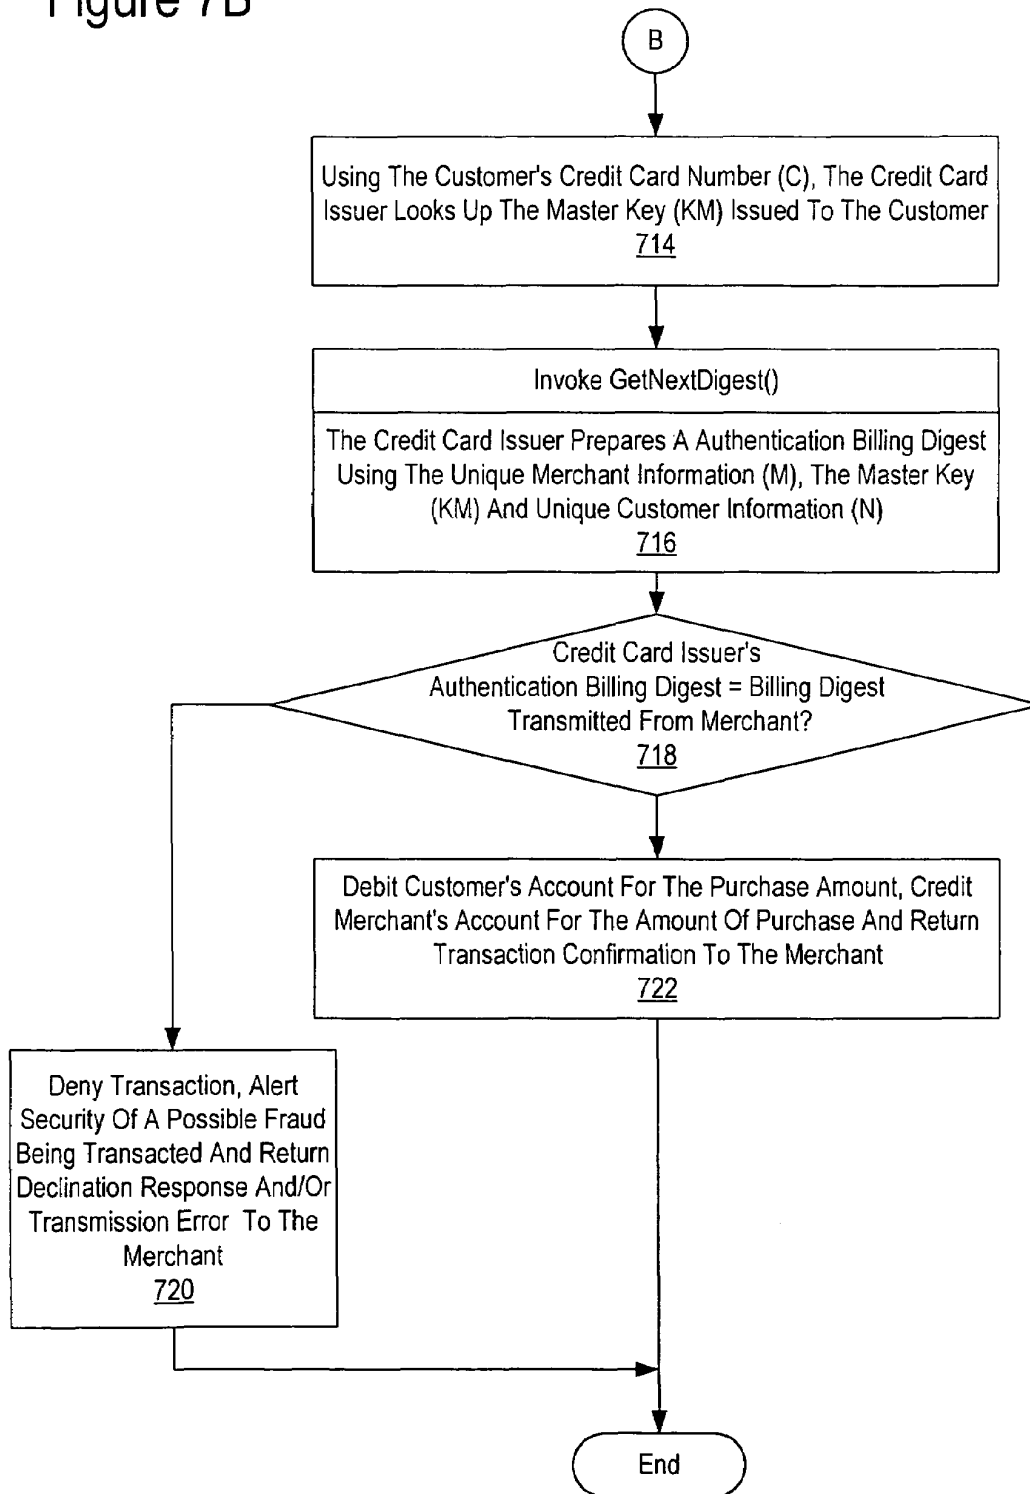 Figure 7B
B
Using The Customer's Credit Card Number (C), The Credit Card
Issuer Looks Up The Master Key (KM) Issued To The Customer
714
Invoke GetNextDigest()
The Credit Card Issuer Prepares A Authentication Billing Digest
Using The Unique Merchant Information (M), The Master Key
(KM) And Unique Customer Information (N)
716
Credit Card Issuer's
Authentication Billing Digest = Billing Digest
Transmitted From Merchant?
718
Debit Customer's Account For The Purchase Amount, Credit
Merchant's Account For The Amount Of Purchase And Return
Transaction Confirmation To The Merchant
722
Deny Transaction, Alert
Security Of A Possible Fraud
Being Transacted And Return
Declination Response And/Or
Transmission Error To The
Merchant
720
End